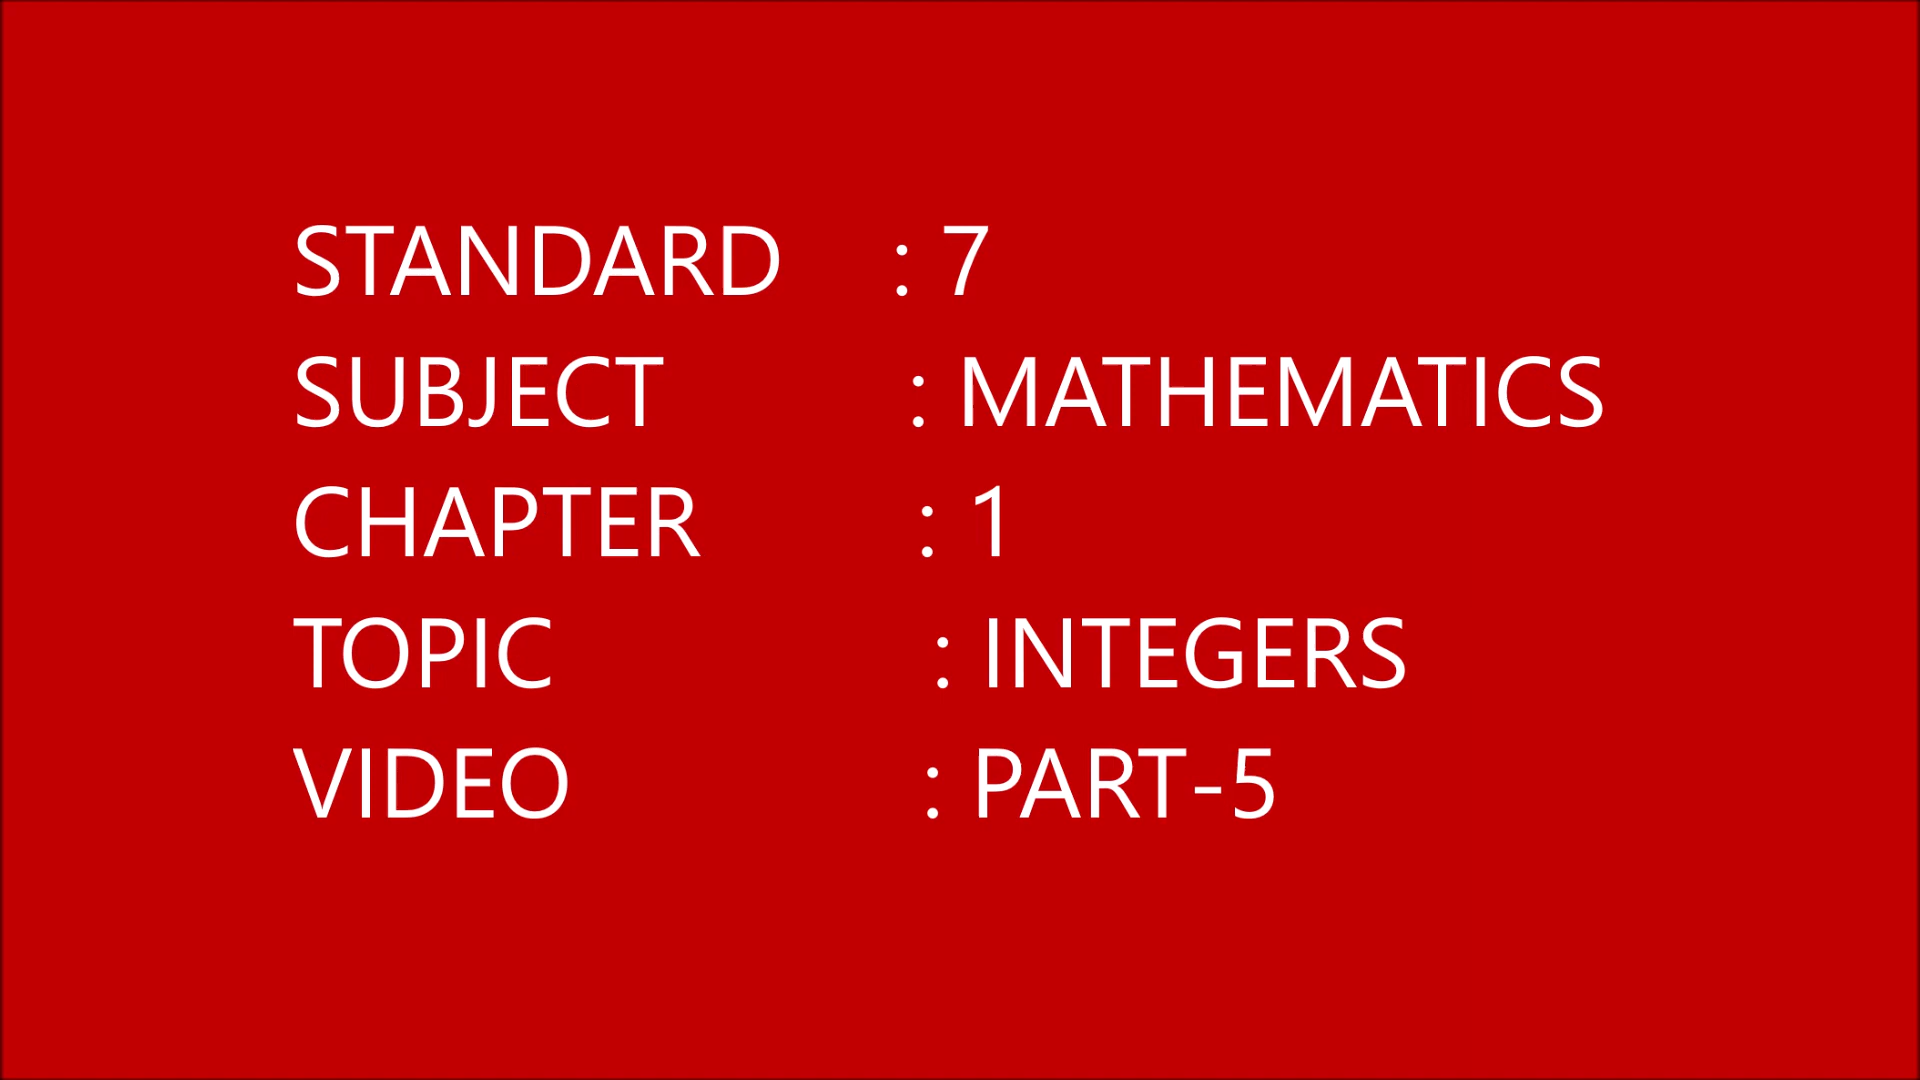 STANDARD : 7
SUBJECT : MATHEMATICS
CHAPTER : 1
TOPIC : INTEGERS
VIDEO : PART-5